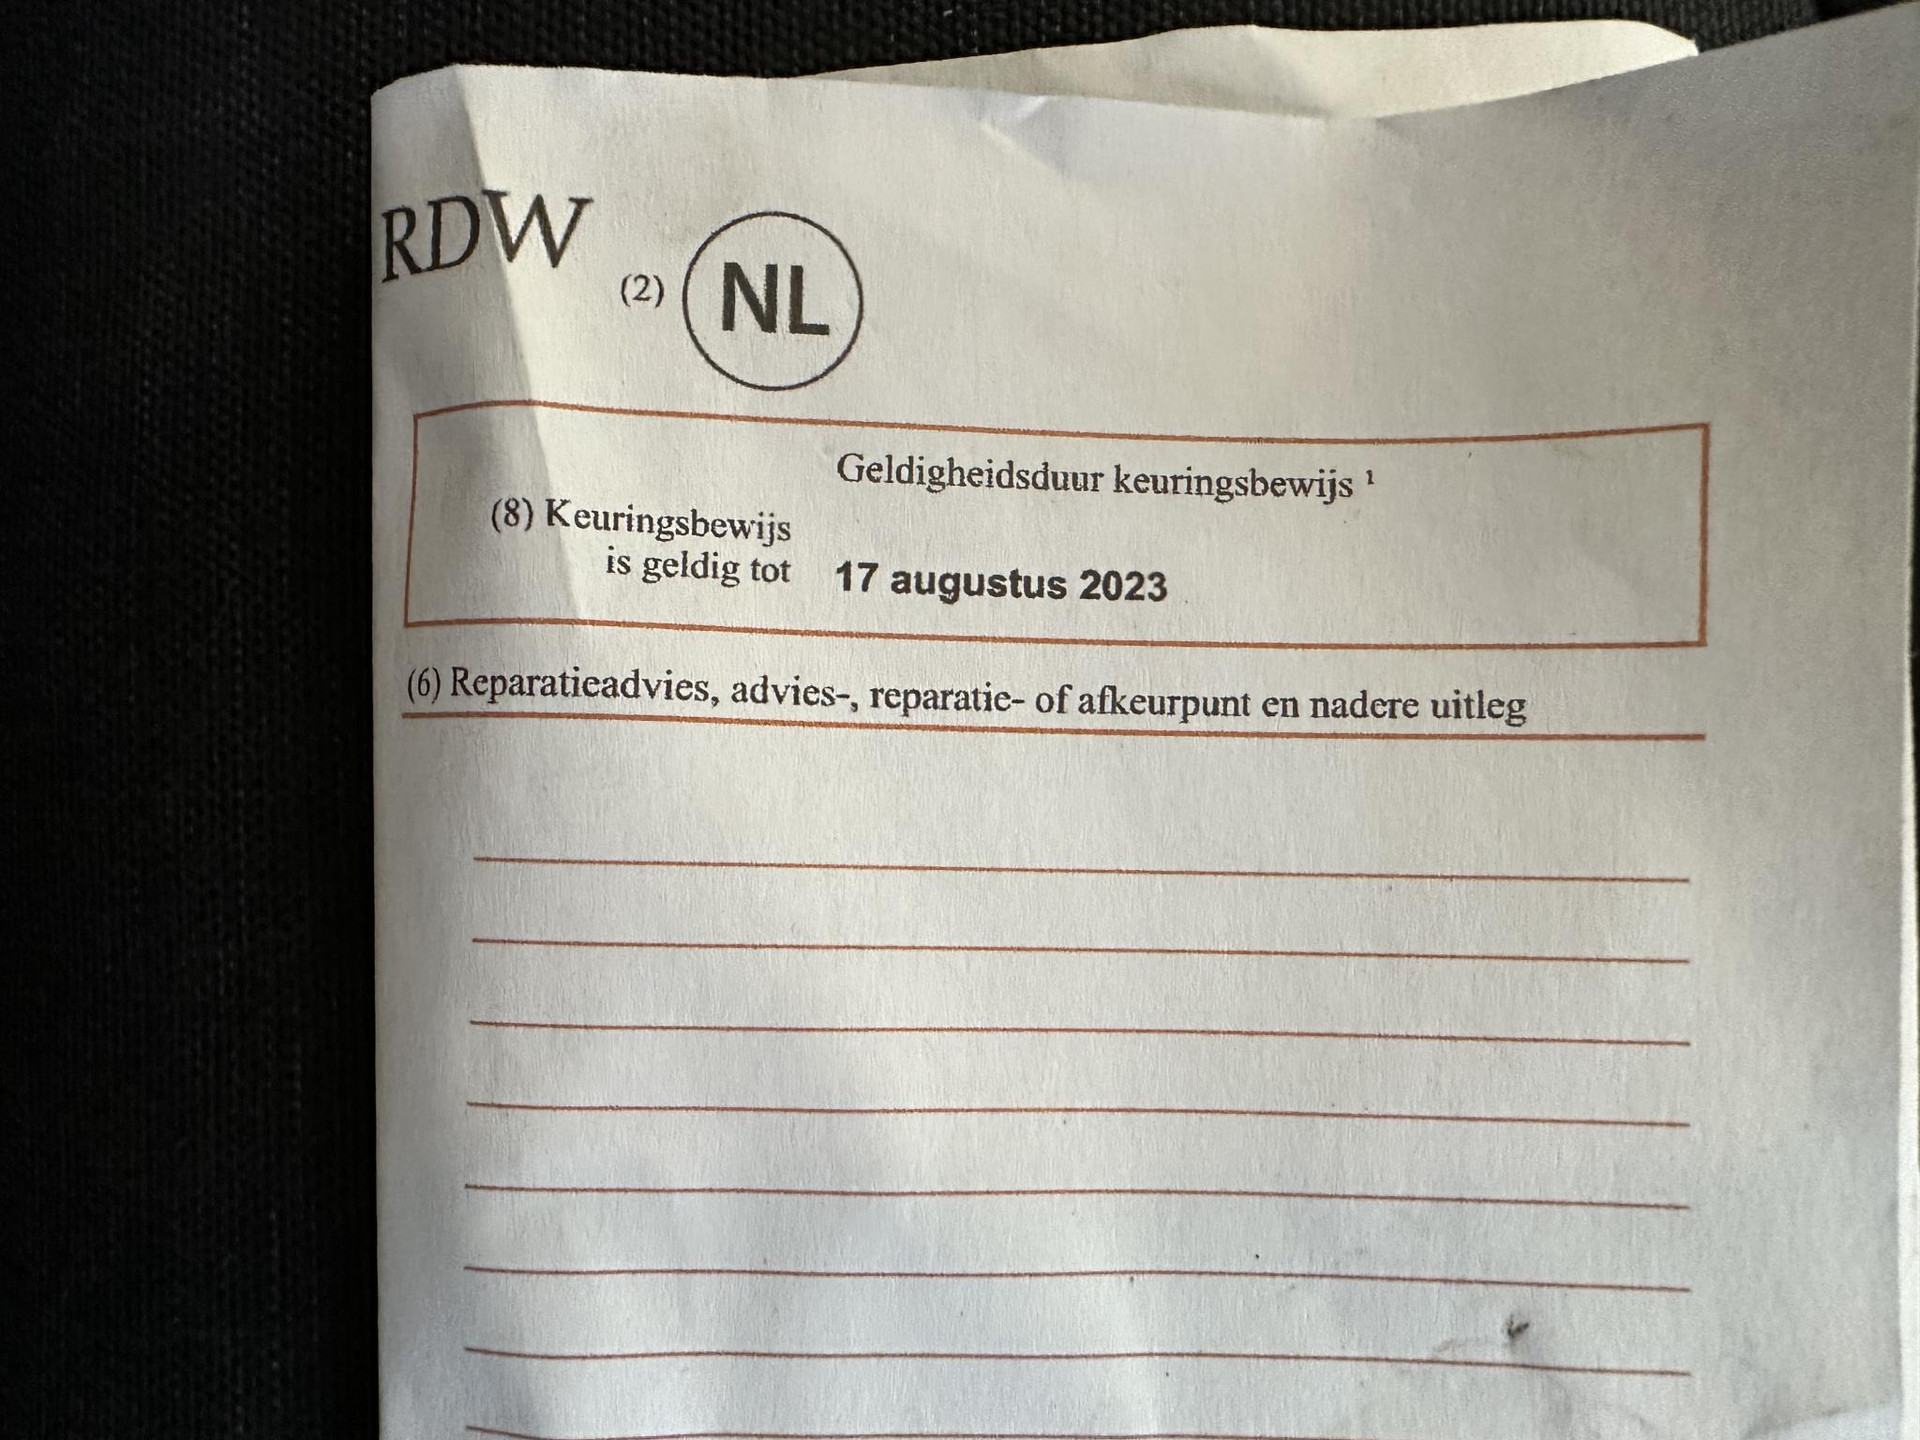 RDW
(2) NL
Geldigheidsduur keuringsbewijs ¹
(8) Keuringsbewijs
is geldig tot 17 augustus 2023
(6) Reparatieadvies, advies-, reparatie- of afkeurpunt en nadere uitleg